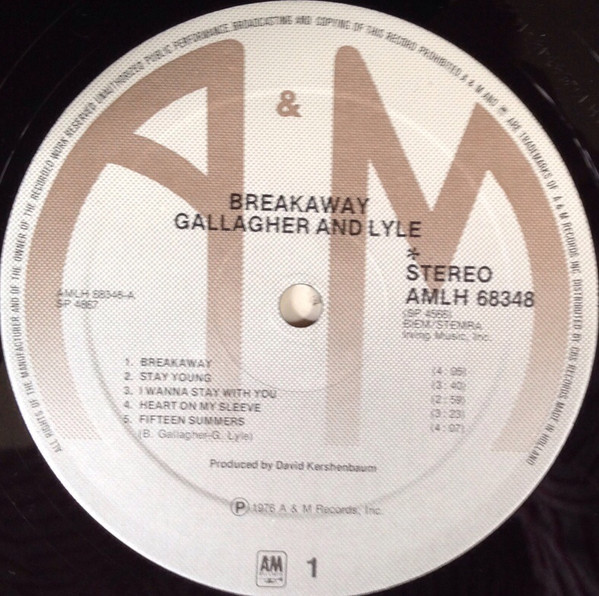 ALL RIGHTS OF THE MANUFACTURER AND OF THE OWNER OF THE RECORDED WORK RESERVED UNAUTHORIZED PUBLIC PERFORMANCE BROADCASTING AND COPYING OF THIS RECORD PROHIBITED A & M AND ARE TRADEMARKS OF A & M RECORDS INC. DISTRIBUTED BY CBS RECORDS MADE IN HOLLAND
A & M
BREAKAWAY
GALLAGHER AND LYLE
*
STEREO
AMLH 68348-A
AMLH 68348
SP 4667
(SP 4566)
BIEM/STEMRA
Irving Music, Inc.
1. BREAKAWAY (4:05)
2. STAY YOUNG (3:40)
3. I WANNA STAY WITH YOU (2:59)
4. HEART ON MY SLEEVE (3:23)
5. FIFTEEN SUMMERS (4:07)
(B. Gallagher-G. Lyle)
Produced by David Kershenbaum
℗ 1976 A & M Records, Inc.
AM 1